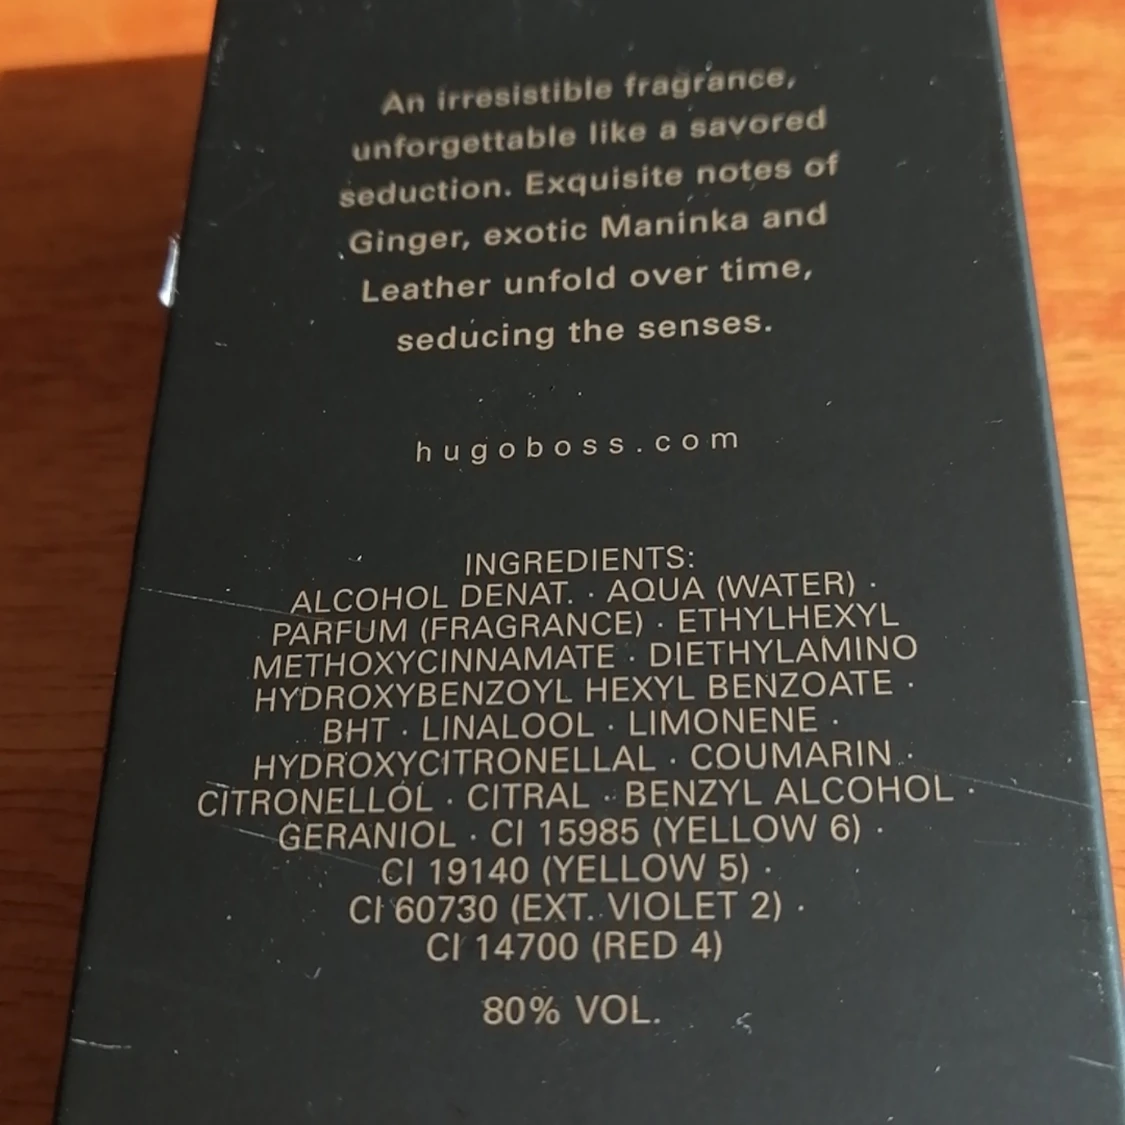 An irresistible fragrance,
unforgettable like a savored
seduction. Exquisite notes of
Ginger, exotic Maninka and
Leather unfold over time,
seducing the senses.
hugoboss.com
INGREDIENTS:
ALCOHOL DENAT. · AQUA (WATER) ·
PARFUM (FRAGRANCE) · ETHYLHEXYL
METHOXYCINNAMATE · DIETHYLAMINO
HYDROXYBENZOYL HEXYL BENZOATE ·
BHT · LINALOOL · LIMONENE ·
HYDROXYCITRONELLAL · COUMARIN ·
CITRONELLOL · CITRAL · BENZYL ALCOHOL ·
GERANIOL · CI 15985 (YELLOW 6) ·
CI 19140 (YELLOW 5) ·
CI 60730 (EXT. VIOLET 2) ·
CI 14700 (RED 4)
80% VOL.